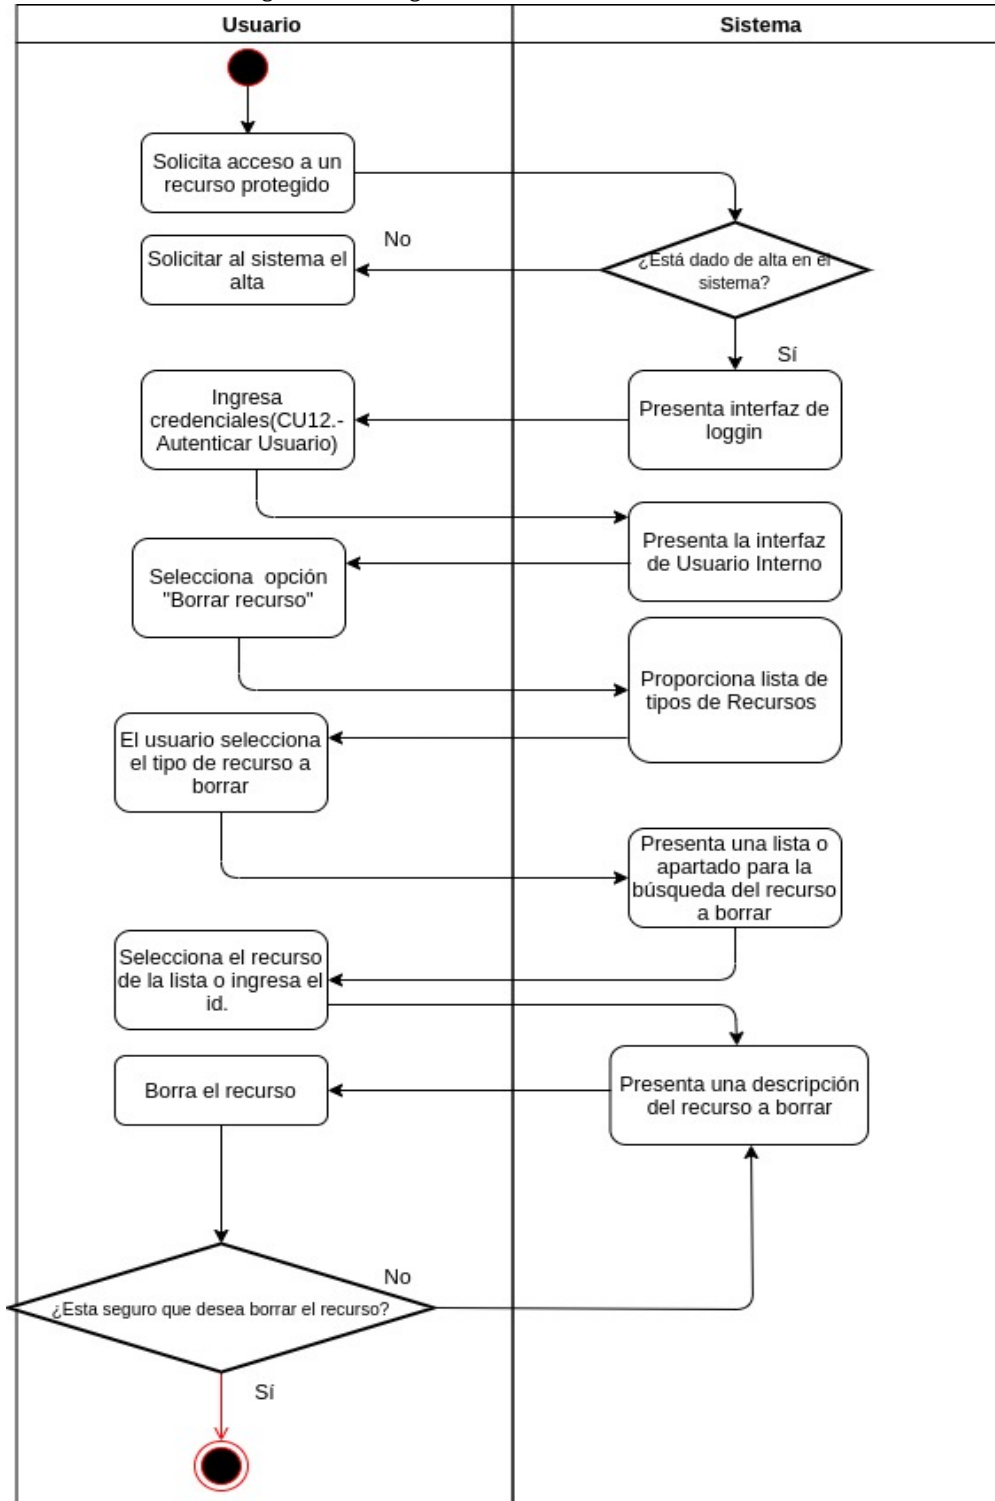 Usuario
Sistema
Solicita acceso a un
recurso protegido
¿Está dado de alta en el
sistema?
No
Solicitar al sistema el
alta
Sí
Presenta interfaz de
loggin
Ingresa
credenciales(CU12.-
Autenticar Usuario)
Presenta la interfaz
de Usuario Interno
Selecciona  opción
"Borrar recurso"
Proporciona lista de
tipos de Recursos
El usuario selecciona
el tipo de recurso a
borrar
Presenta una lista o
apartado para la
búsqueda del recurso
a borrar
Selecciona el recurso
de la lista o ingresa el
id.
Presenta una descripción
del recurso a borrar
Borra el recurso
¿Esta seguro que desea borrar el recurso?
No
Sí